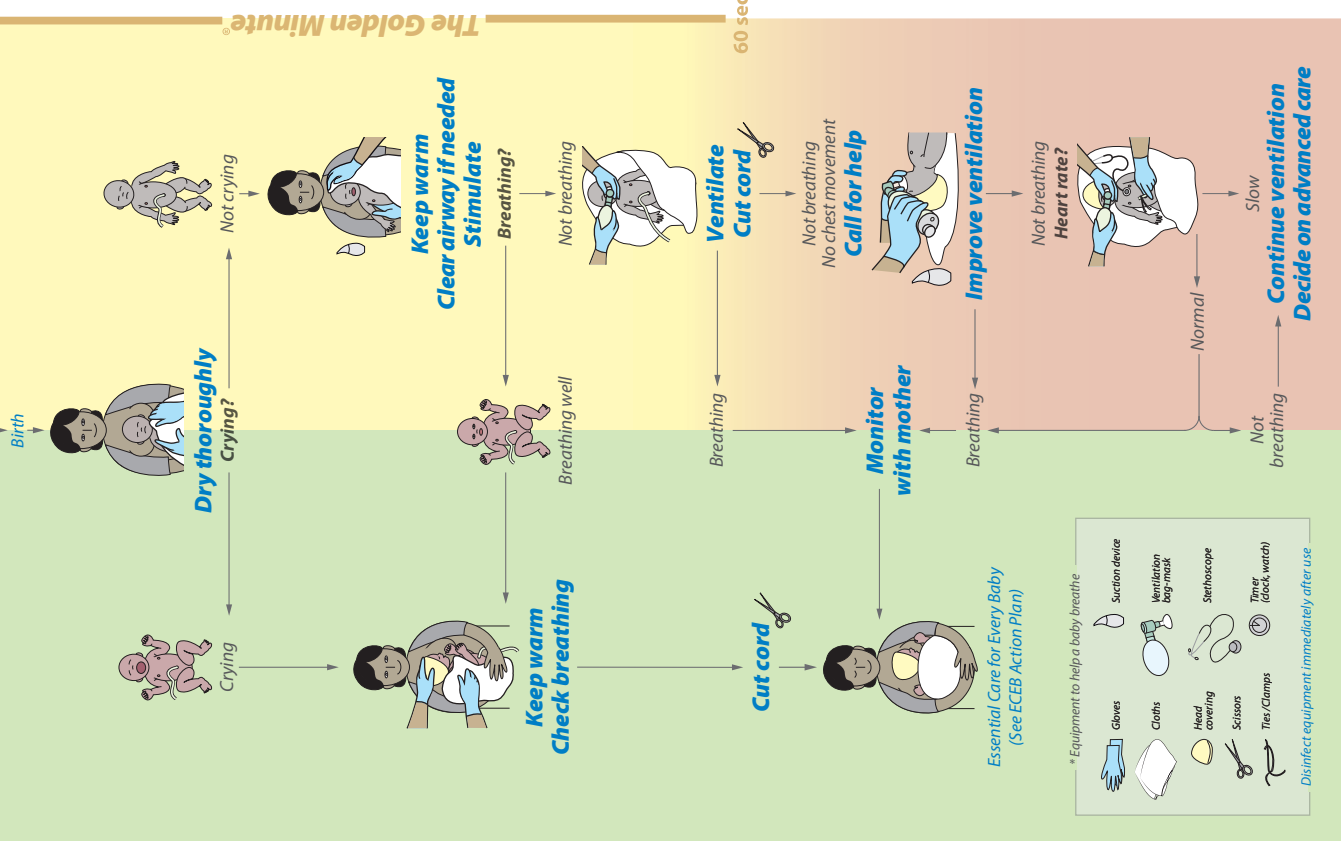 Birth
Dry thoroughly
Crying?
Crying
Not crying
The Golden Minute®
Keep warm
Clear airway if needed
Stimulate
Breathing?
Breathing well
Not breathing
Keep warm
Check breathing
60 sec
Breathing
Ventilate
Cut cord
Cut cord
Not breathing
No chest movement
Call for help
Monitor
with mother
Breathing
Improve ventilation
Essential Care for Every Baby
(See ECEB Action Plan)
Not breathing
Heart rate?
Normal
Slow
Not
breathing
Continue ventilation
Decide on advanced care
* Equipment to help a baby breathe
Gloves
Cloths
Head
covering
Scissors
Ties/Clamps
Suction device
Ventilation
bag-mask
Stethoscope
Timer
(clock, watch)
Disinfect equipment immediately after use